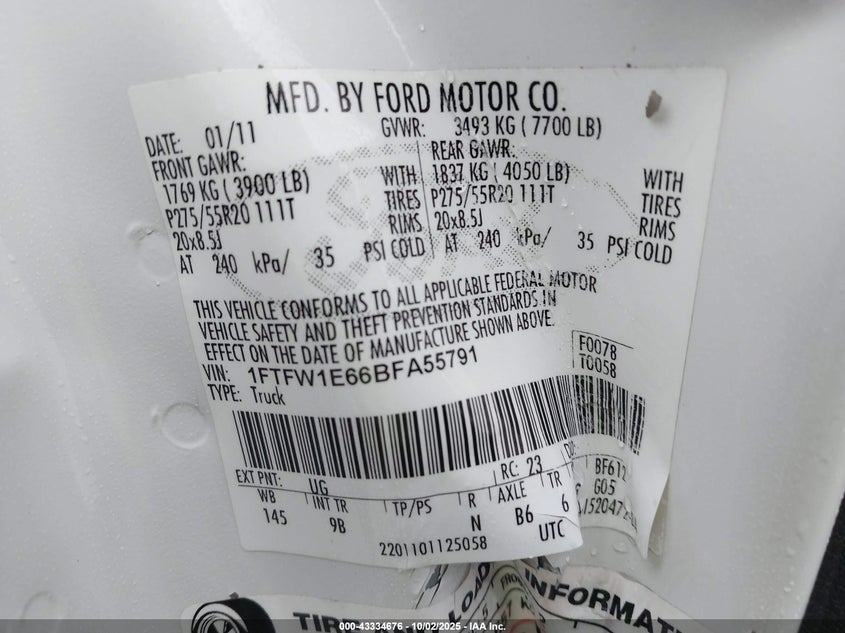 MFD. BY FORD MOTOR CO.
DATE: 01/11 GVWR: 3493 KG ( 7700 LB)
FRONT GAWR: REAR GAWR:
1769 KG ( 3900 LB) WITH 1837 KG ( 4050 LB) WITH
P275/55R20 111T TIRES P275/55R20 111T TIRES
20x8.5J RIMS 20x8.5J RIMS
AT 240 kPa/ 35 PSI COLD AT 240 kPa/ 35 PSI COLD
THIS VEHICLE CONFORMS TO ALL APPLICABLE FEDERAL MOTOR
VEHICLE SAFETY AND THEFT PREVENTION STANDARDS IN
EFFECT ON THE DATE OF MANUFACTURE SHOWN ABOVE.
VIN: 1FTFW1E66BFA55791
F0078
T0058
TYPE: Truck
EXT PNT: UG RC: 23
WB INT TR TP/PS R AXLE TR
145 9B N B6 6 G05
2201101125058 UTC
TIR LOAD INFORMAT
000-43334676 - 10/02/2025 - IAA Inc.